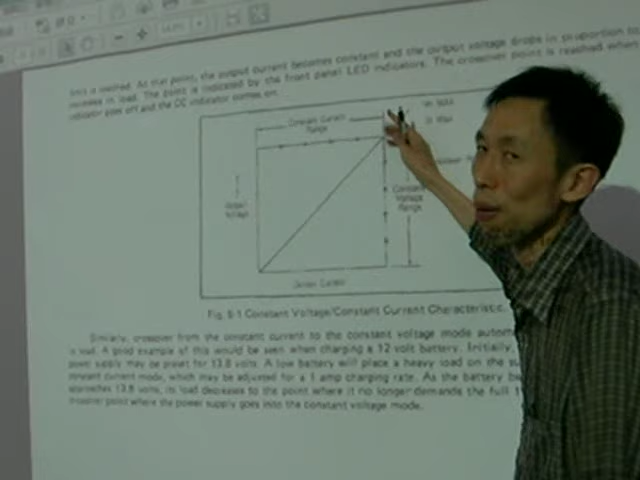 limit is reached. At that point, the output current becomes constant and the output voltage drops in proportion to
increase in load. The point is indicated by the front panel LED indicators. The crossover point is reached when
indicator goes off and the CC indicator comes on.
Constant Current
Range
Output
Voltage
Constant
Voltage
Range
Output Current
Fig. 5-1 Constant Voltage/Constant Current Characteristic.
Similarly, crossover from the constant current to the constant voltage mode autom
load. A good example of this would be seen when charging a 12 volt battery. Initially,
power supply may be preset for 13.8 volts. A low battery will place a heavy load on the su
constant current mode, which may be adjusted for a 1 amp charging rate. As the battery be
approaches 13.8 volts, its load decreases to the point where it no longer demands the full 1
crossover point where the power supply goes into the constant voltage mode.